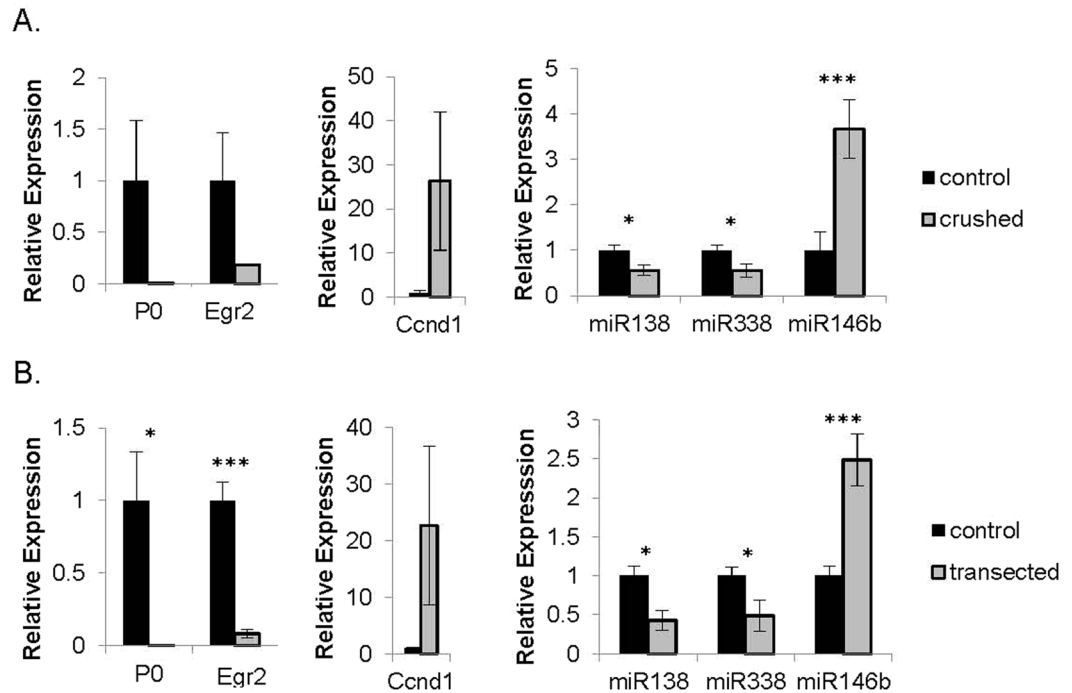 A.
Relative Expression
2
1.5
1
0.5
0
P0 Egr2
Relative Expression
50
40
30
20
10
0
Ccnd1
Relative Expression
5
4
3
2
1
0
* * ***
miR138 miR338 miR146b
control
crushed
B.
Relative Expression
1.5
1
0.5
0
* ***
P0 Egr2
Relative Expression
40
30
20
10
0
Ccnd1
Relative Expresssion
3
2.5
2
1.5
1
0.5
0
* * ***
miR138 miR338 miR146b
control
transected